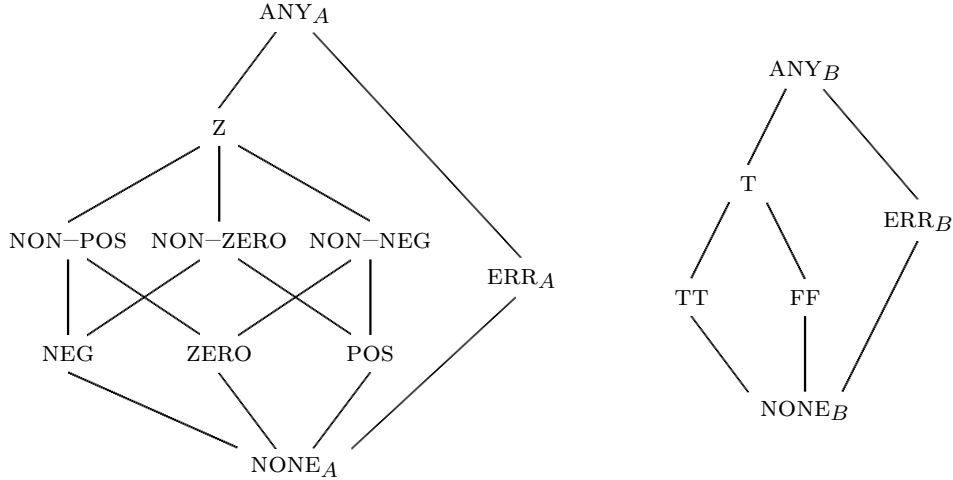 ANY_A
ANY_B
Z
T
NON–POS NON–ZERO NON–NEG
ERR_B
ERR_A
TT FF
NEG ZERO POS
NONE_B
NONE_A